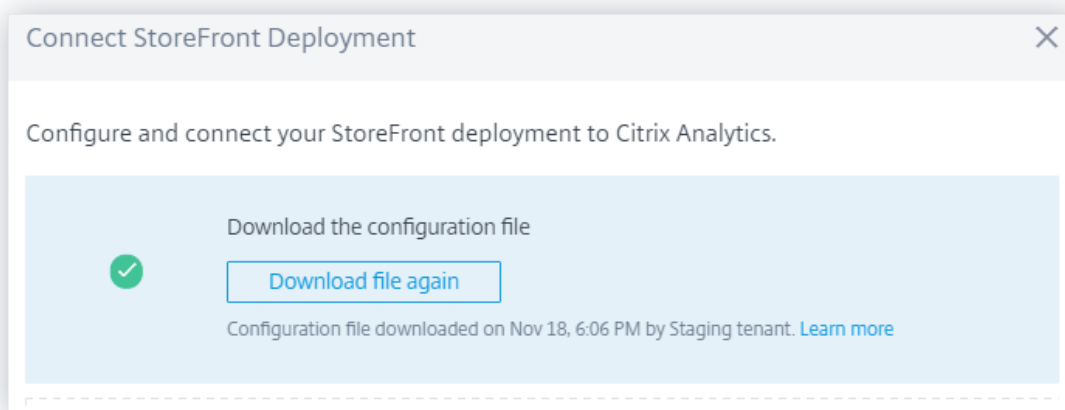 Connect StoreFront Deployment
Configure and connect your StoreFront deployment to Citrix Analytics.
Download the configuration file
Download file again
Configuration file downloaded on Nov 18, 6:06 PM by Staging tenant. Learn more